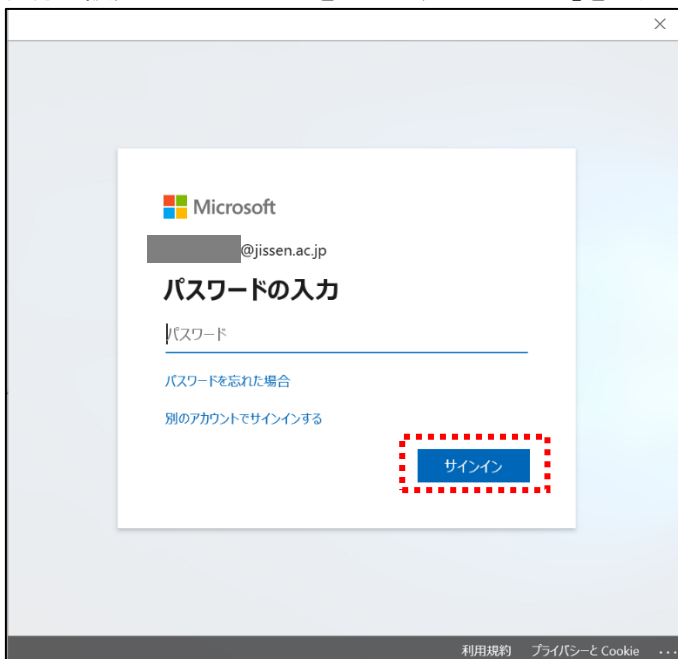 Microsoft
@jissen.ac.jp
パスワードの入力
パスワード
パスワードを忘れた場合
別のアカウントでサインインする
サインイン
利用規約 プライバシーと Cookie ...